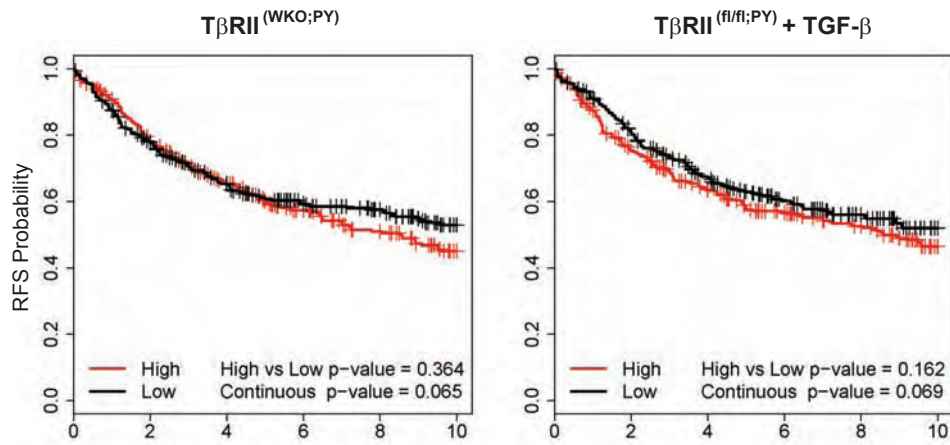 TβRII(WKO;PY)
TβRII(fl/fl;PY) + TGF-β
RFS Probability
1.0
0.8
0.6
0.4
0.2
0.0
High High vs Low p−value = 0.364
Low Continuous p−value = 0.065
0 2 4 6 8 10
1.0
0.8
0.6
0.4
0.2
0.0
High High vs Low p−value = 0.162
Low Continuous p−value = 0.069
0 2 4 6 8 10